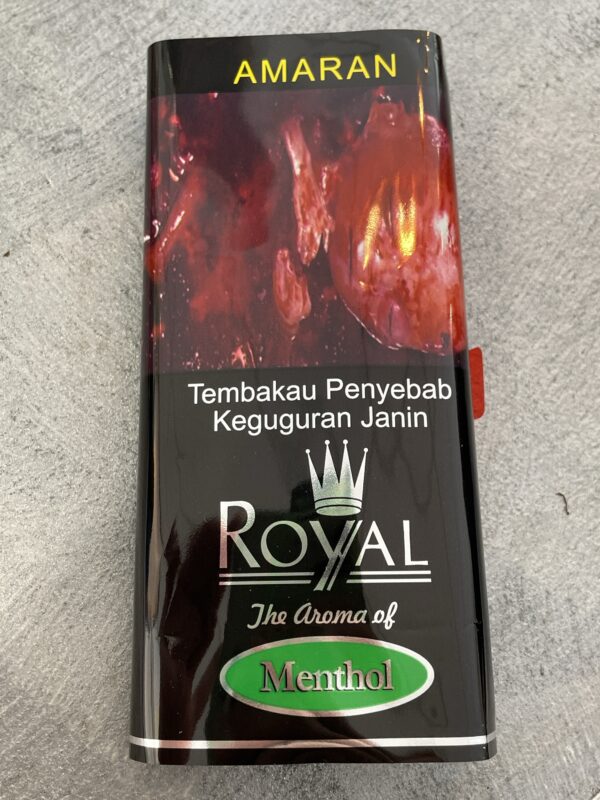 AMARAN
Tembakau Penyebab
Keguguran Janin
ROYAL
The Aroma of
Menthol